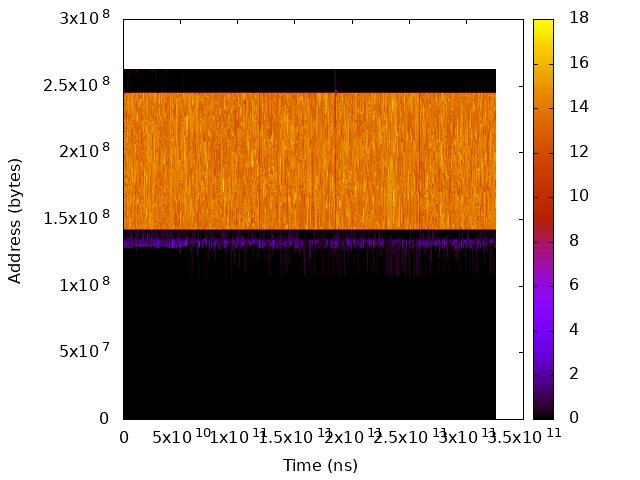 3x10 8
2.5x10 8
2x10 8
1.5x10 8
1x10 8
5x10 7
0
Address (bytes)
0 5x10 10 1x10 11 1.5x10 11 2x10 11 2.5x10 11 3x10 11 3.5x10 11
Time (ns)
18
16
14
12
10
8
6
4
2
0